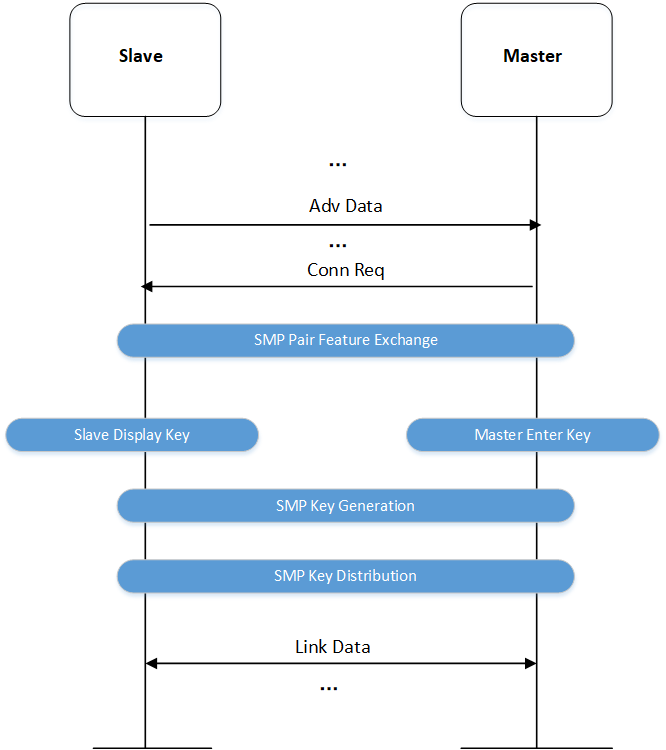 Slave
Master
...
Adv Data
...
Conn Req
SMP Pair Feature Exchange
Slave Display Key
Master Enter Key
SMP Key Generation
SMP Key Distribution
Link Data
...